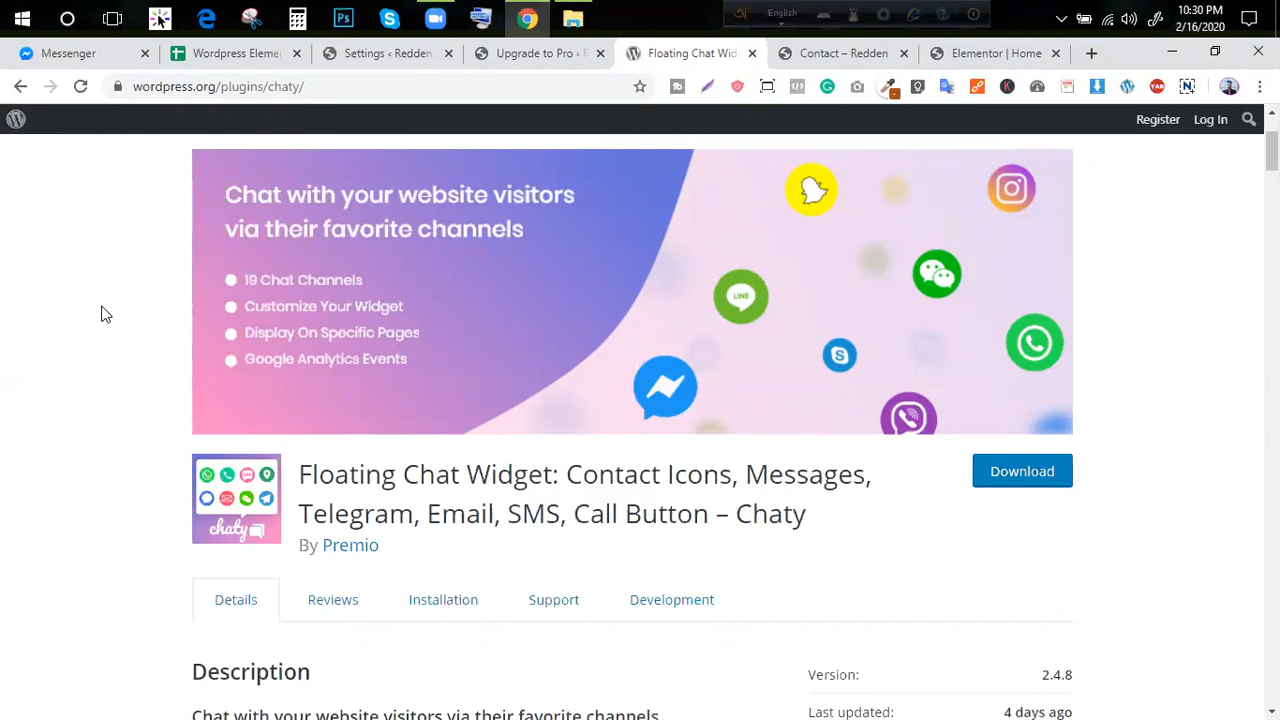 English
10:30 PM
2/16/2020
Messenger
Wordpress Eleme
Settings ‹ Redden
Upgrade to Pro ‹ R
Floating Chat Wid
Contact – Redden
Elementor | Home
wordpress.org/plugins/chaty/
Register
Log In
Chat with your website visitors
via their favorite channels
19 Chat Channels
Customize Your Widget
Display On Specific Pages
Google Analytics Events
LINE
chaty
Floating Chat Widget: Contact Icons, Messages,
Telegram, Email, SMS, Call Button – Chaty
By Premio
Download
Details
Reviews
Installation
Support
Development
Description
Version:
2.4.8
Chat with your website visitors via their favorite channels
Last updated:
4 days ago